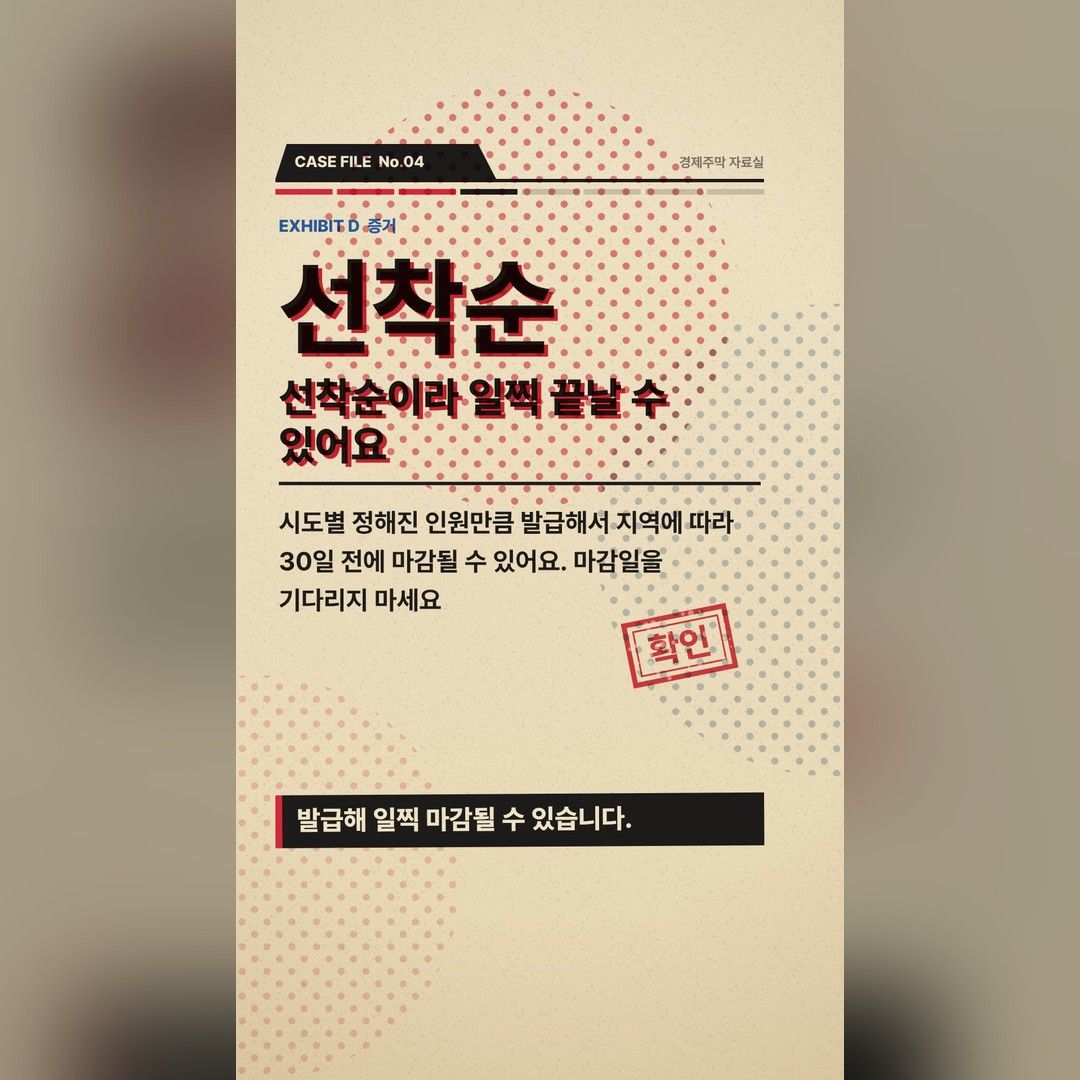 CASE FILE No.04
경제주막 자료실
EXHIBIT D 증거
선착순
선착순이라 일찍 끝날 수
있어요
시도별 정해진 인원만큼 발급해서 지역에 따라
30일 전에 마감될 수 있어요. 마감일을
기다리지 마세요
확인
발급해 일찍 마감될 수 있습니다.